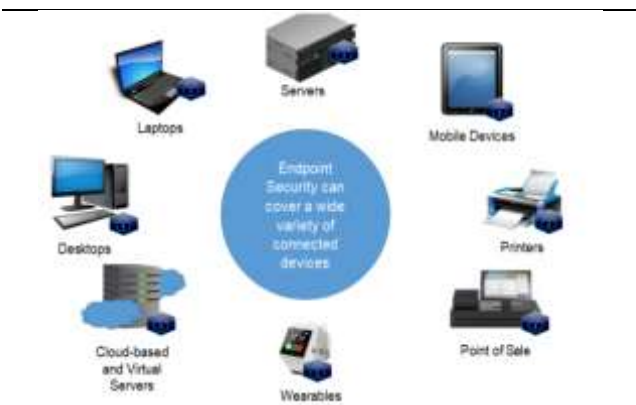 Servers
Laptops
Mobile Devices
Endpoint
Security can
cover a wide
variety of
connected
devices
Desktops
Printers
Cloud-based
and Virtual
Servers
Point of Sale
Wearables